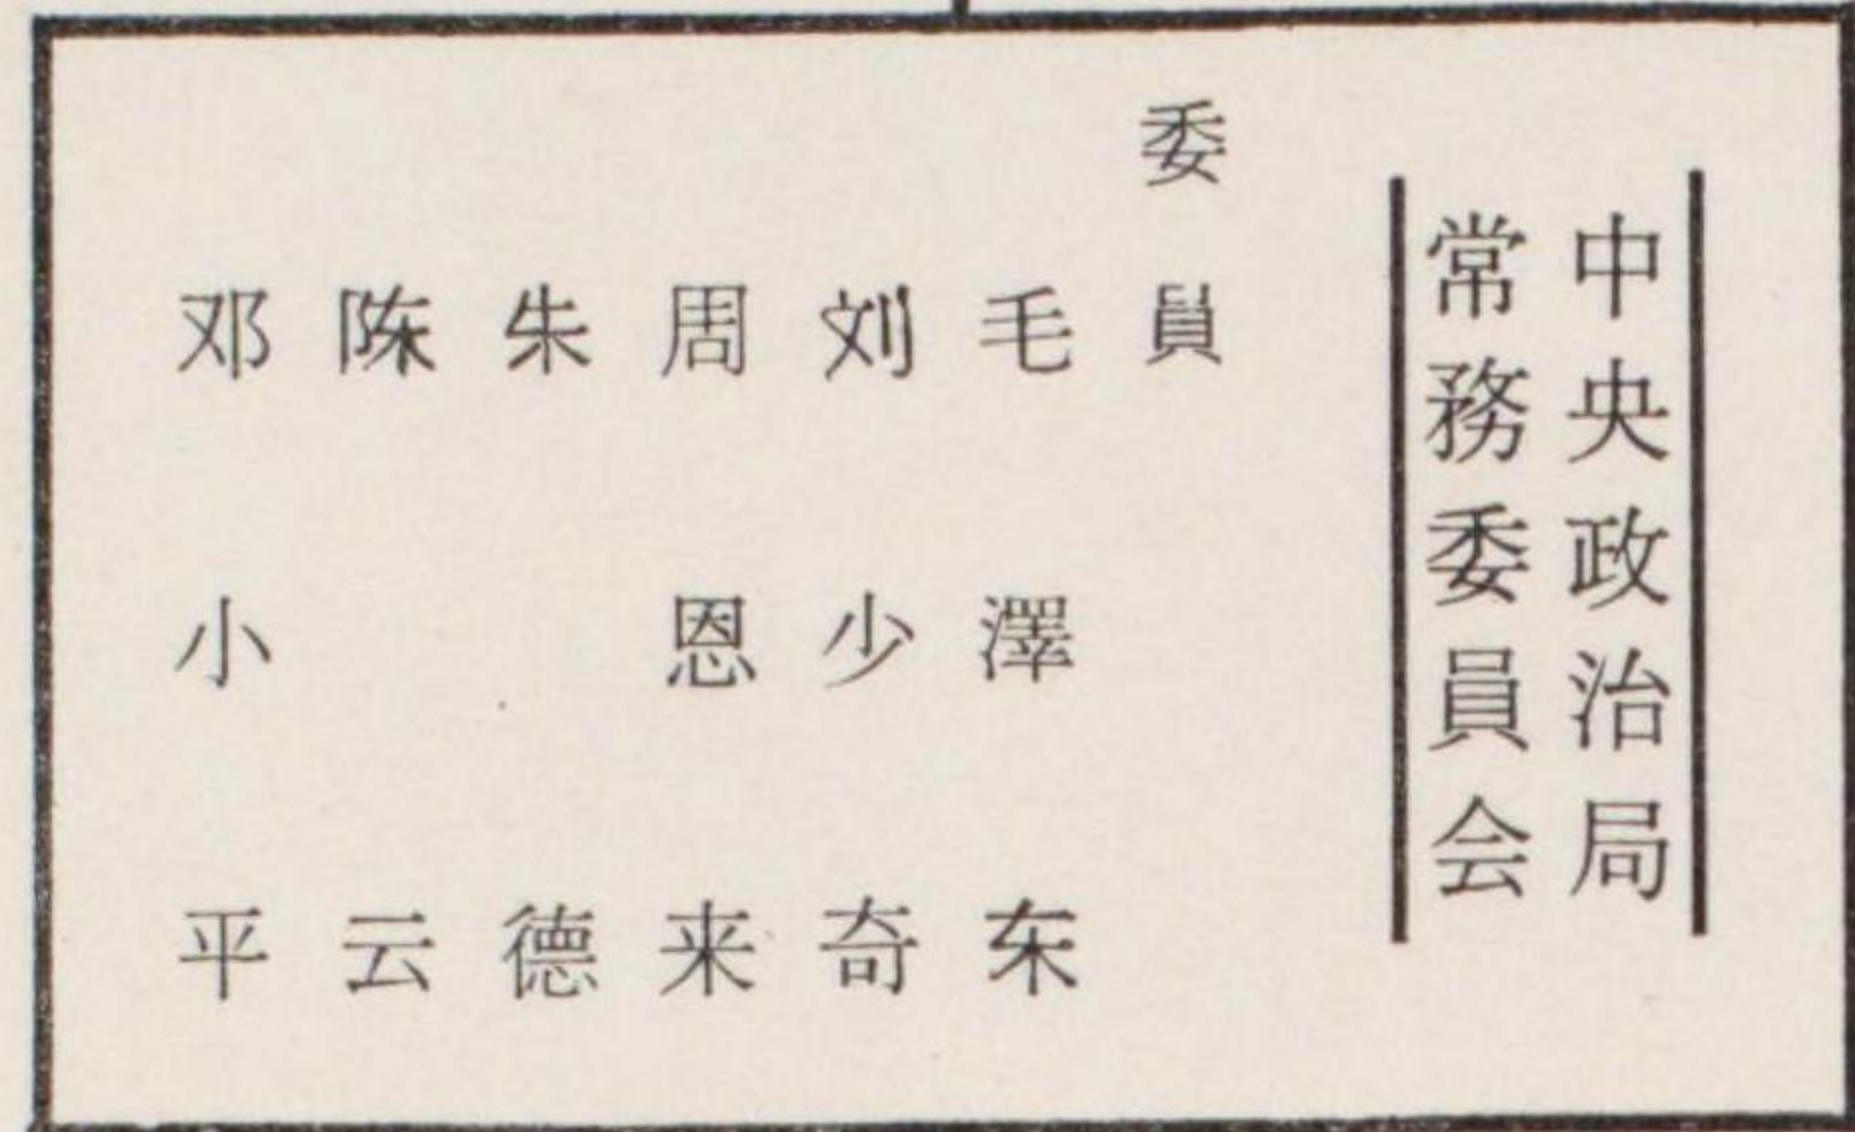 中央政治局
常務委員会
委員
毛澤东
刘少奇
周恩来
朱德
陈云
邓小平